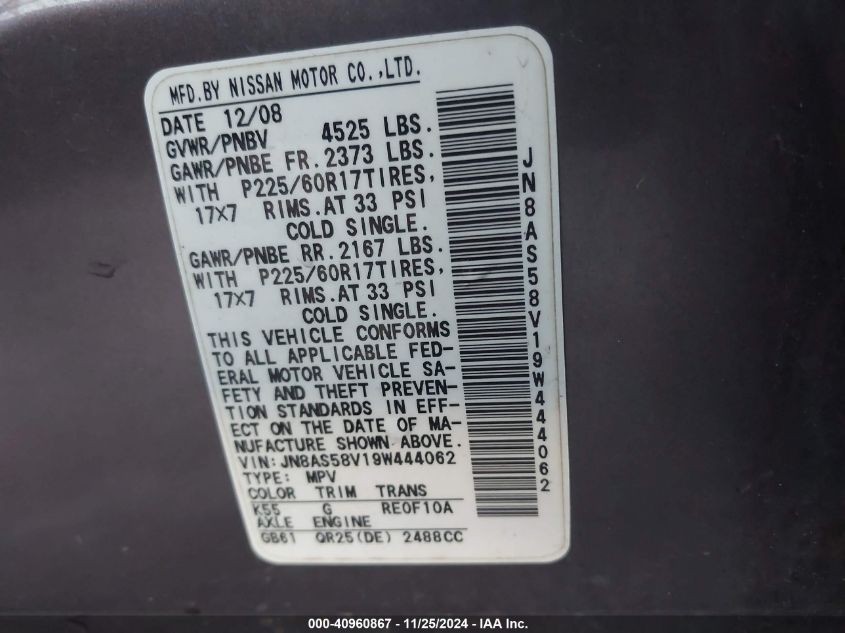 MFD.BY NISSAN MOTOR CO.,LTD.
DATE 12/08
GVWR/PNBV 4525 LBS.
GAWR/PNBE FR.2373 LBS.
WITH P225/60R17TIRES,
17X7 RIMS.AT 33 PSI
COLD SINGLE.
GAWR/PNBE RR.2167 LBS.
WITH P225/60R17TIRES,
17X7 RIMS.AT 33 PSI
COLD SINGLE.
THIS VEHICLE CONFORMS
TO ALL APPLICABLE FED-
ERAL MOTOR VEHICLE SA-
FETY AND THEFT PREVEN-
TION STANDARDS IN EFF-
ECT ON THE DATE OF MA-
NUFACTURE SHOWN ABOVE.
VIN:JN8AS58V19W444062
TYPE: MPV
COLOR TRIM TRANS
K55 G RE0F10A
AXLE ENGINE
GB61 QR25(DE) 2488CC
JN8AS58V19W444062
000-40960867 - 11/25/2024 - IAA Inc.